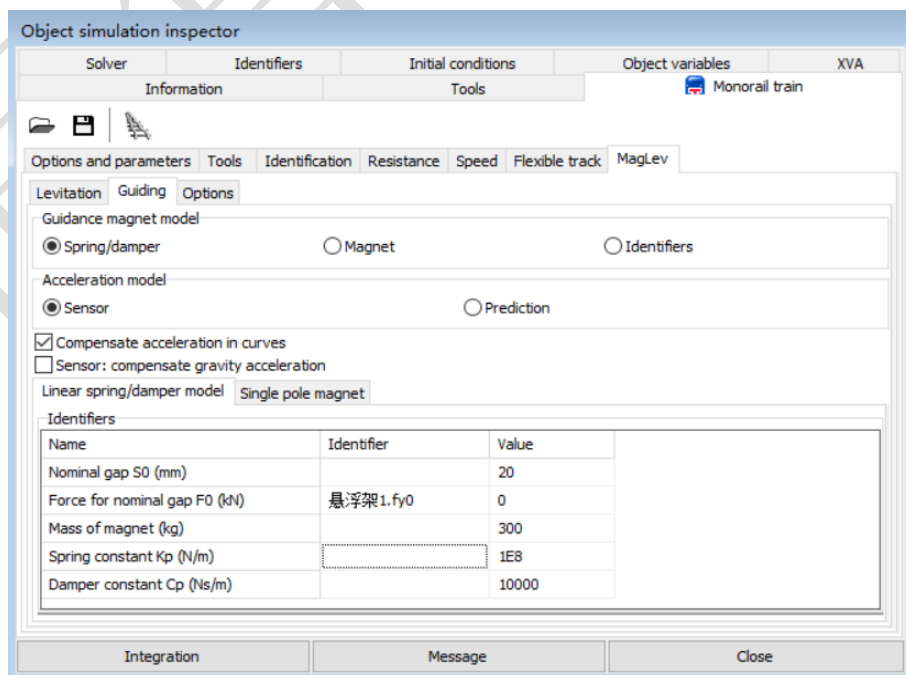 Object simulation inspector
Solver Identifiers Initial conditions Object variables XVA
Information Tools Monorail train
Options and parameters Tools Identification Resistance Speed Flexible track MagLev
Levitation Guiding Options
Guidance magnet model
Spring/damper Magnet Identifiers
Acceleration model
Sensor Prediction
Compensate acceleration in curves
Sensor: compensate gravity acceleration
Linear spring/damper model Single pole magnet
Identifiers
Name Identifier Value
Nominal gap S0 (mm) 20
Force for nominal gap F0 (kN) 悬浮架1.fy0 0
Mass of magnet (kg) 300
Spring constant Kp (N/m) 1E8
Damper constant Cp (Ns/m) 10000
Integration Message Close